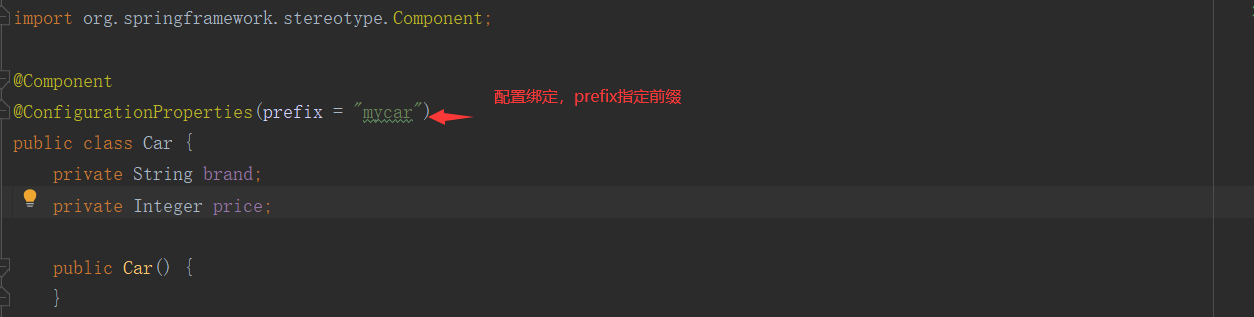 import org.springframework.stereotype.Component;
@Component
@ConfigurationProperties(prefix = "mycar")
配置绑定，prefix指定前缀
public class Car {
    private String brand;
    private Integer price;
    public Car() {
    }